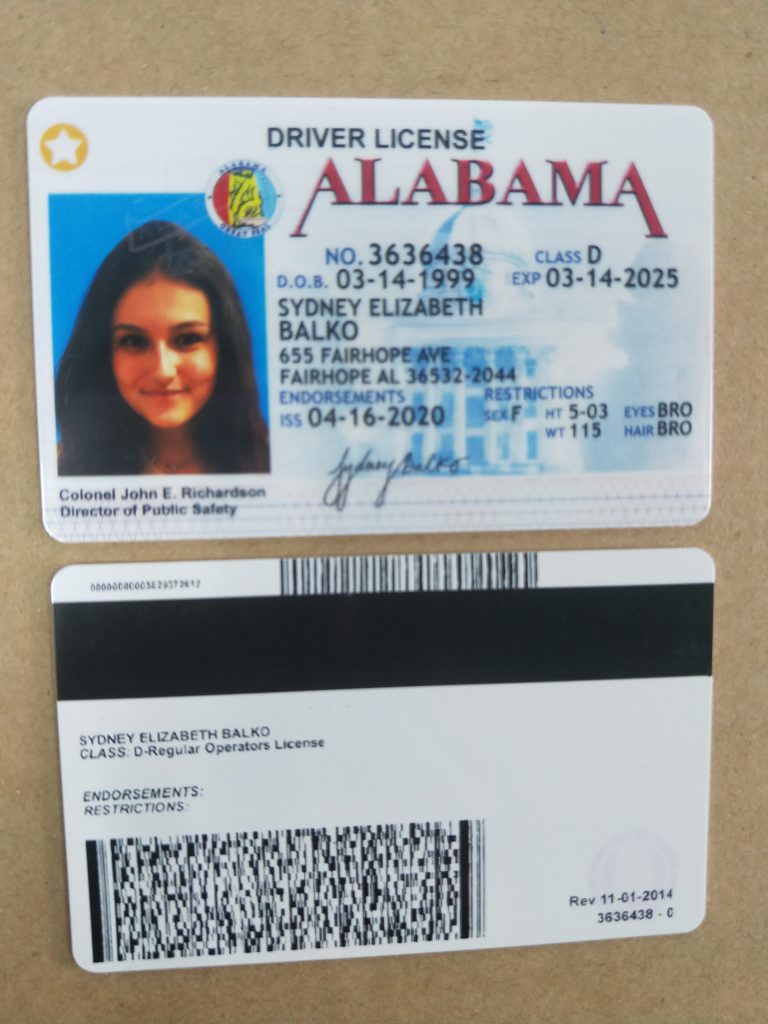 DRIVER LICENSE
ALABAMA
ALABAMA
GREAT SEAL
NO. 3636438 CLASS D
D.O.B. 03-14-1999 EXP 03-14-2025
SYDNEY ELIZABETH
BALKO
655 FAIRHOPE AVE
FAIRHOPE AL 36532-2044
ENDORSEMENTS RESTRICTIONS
ISS 04-16-2020 SEX F HT 5-03 EYES BRO
WT 115 HAIR BRO
Sydney Balko
Colonel John E. Richardson
Director of Public Safety
SYDNEY ELIZABETH BALKO
CLASS: D-Regular Operators License
ENDORSEMENTS:
RESTRICTIONS:
Rev 11-01-2014
3636438 - 0